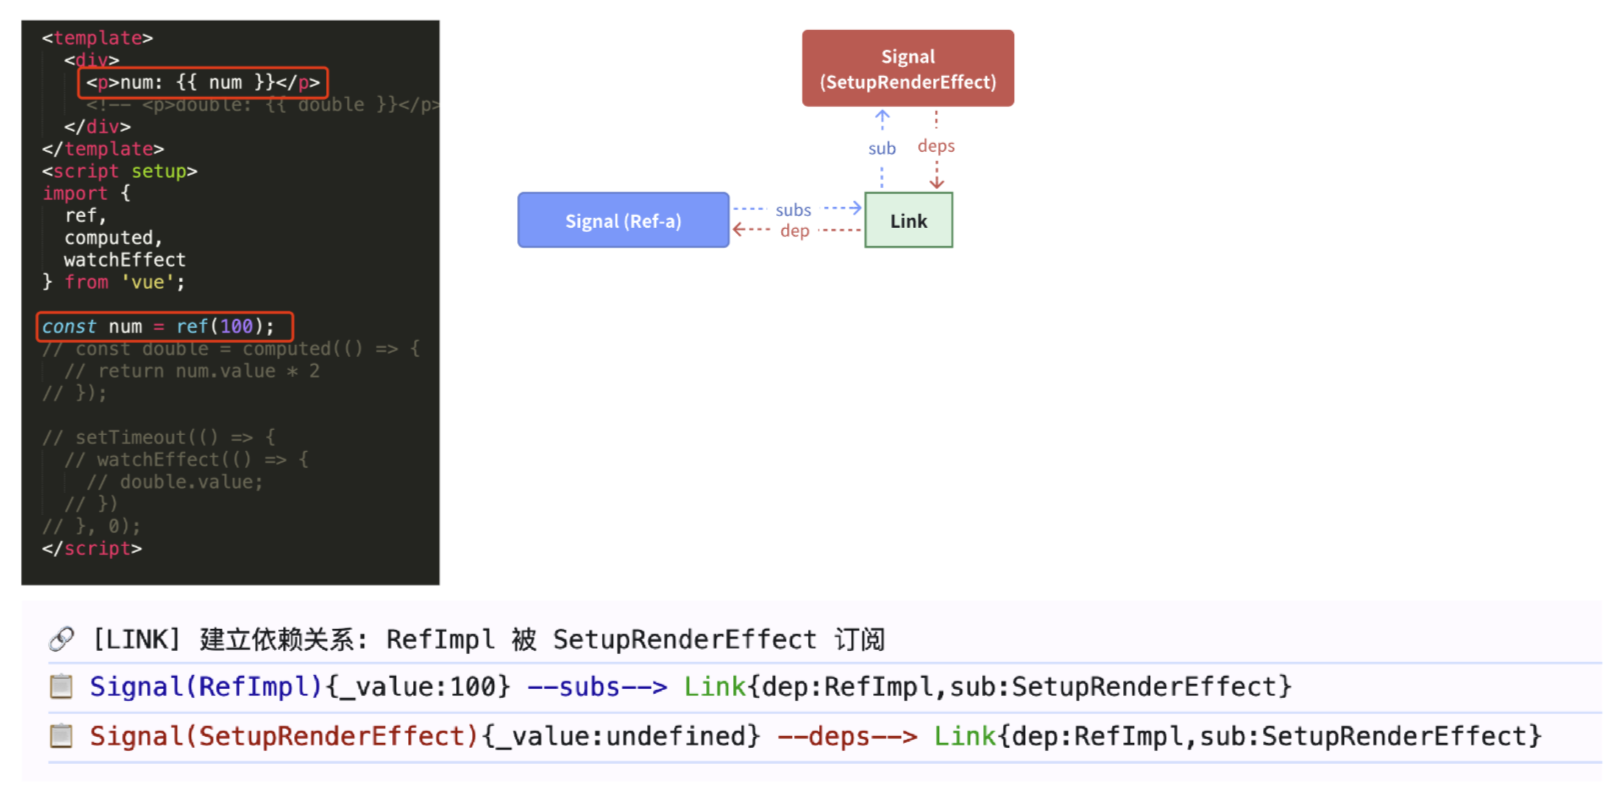 <template>
<div>
<p>num: {{ num }}</p>
<!-- <p>double: {{ double }}</p>
</div>
</template>
<script setup>
import {
ref,
computed,
watchEffect
} from 'vue';
const num = ref(100);
// const double = computed(() => {
// return num.value * 2
// });
// setTimeout(() => {
// watchEffect(() => {
// double.value;
// })
// }, 0);
</script>
Signal
(SetupRenderEffect)
sub
deps
Signal (Ref-a)
subs
dep
Link
[LINK] 建立依赖关系: RefImpl 被 SetupRenderEffect 订阅
Signal(RefImpl){_value:100} --subs--> Link{dep:RefImpl,sub:SetupRenderEffect}
Signal(SetupRenderEffect){_value:undefined} --deps--> Link{dep:RefImpl,sub:SetupRenderEffect}